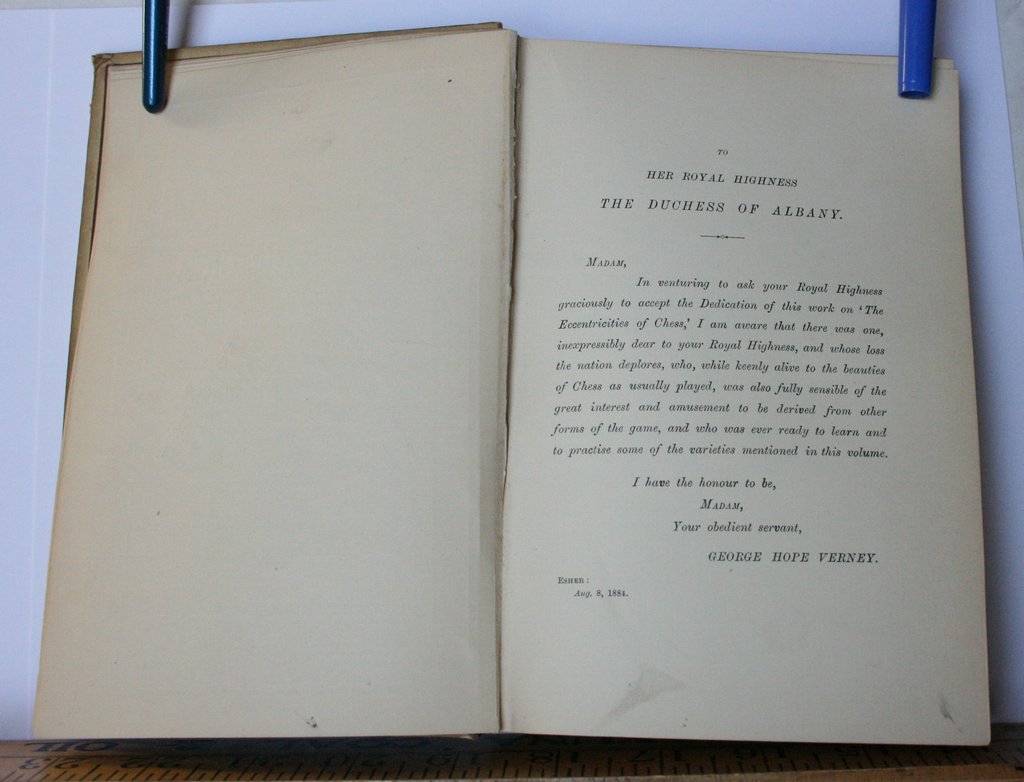 TO
HER ROYAL HIGHNESS
THE DUCHESS OF ALBANY.
MADAM,
In venturing to ask your Royal Highness
graciously to accept the Dedication of this work on ‘The
Eccentricities of Chess,’ I am aware that there was one,
inexpressibly dear to your Royal Highness, and whose loss
the nation deplores, who, while keenly alive to the beauties
of Chess as usually played, was also fully sensible of the
great interest and amusement to be derived from other
forms of the game, and who was ever ready to learn and
to practise some of the varieties mentioned in this volume.
I have the honour to be,
MADAM,
Your obedient servant,
GEORGE HOPE VERNEY.
ESHER:
Aug. 8, 1884.